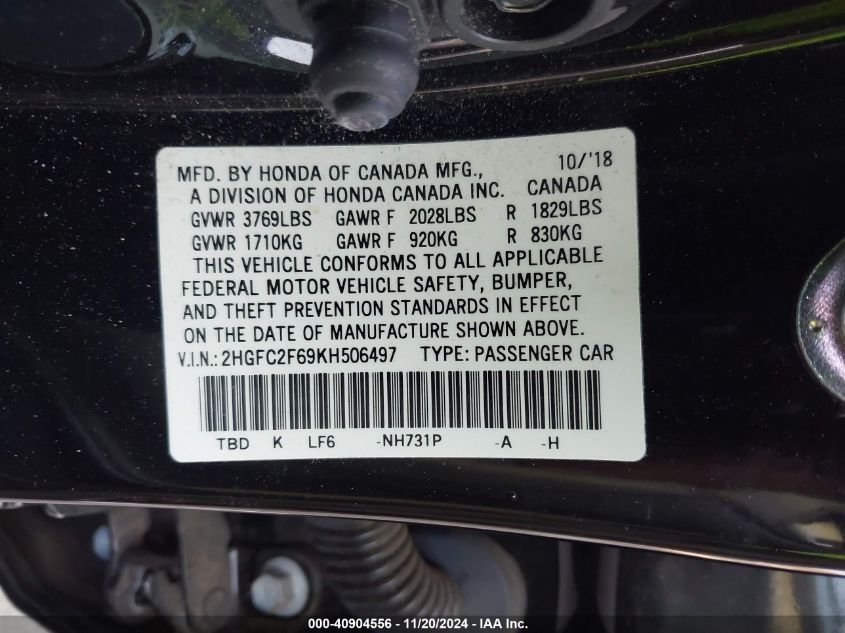 MFD. BY HONDA OF CANADA MFG., 10/'18
A DIVISION OF HONDA CANADA INC. CANADA
GVWR 3769LBS GAWR F 2028LBS R 1829LBS
GVWR 1710KG GAWR F 920KG R 830KG
THIS VEHICLE CONFORMS TO ALL APPLICABLE
FEDERAL MOTOR VEHICLE SAFETY, BUMPER,
AND THEFT PREVENTION STANDARDS IN EFFECT
ON THE DATE OF MANUFACTURE SHOWN ABOVE.
V.I.N.: 2HGFC2F69KH506497 TYPE: PASSENGER CAR
TBD K LF6 -NH731P -A -H
000-40904556 - 11/20/2024 - IAA Inc.